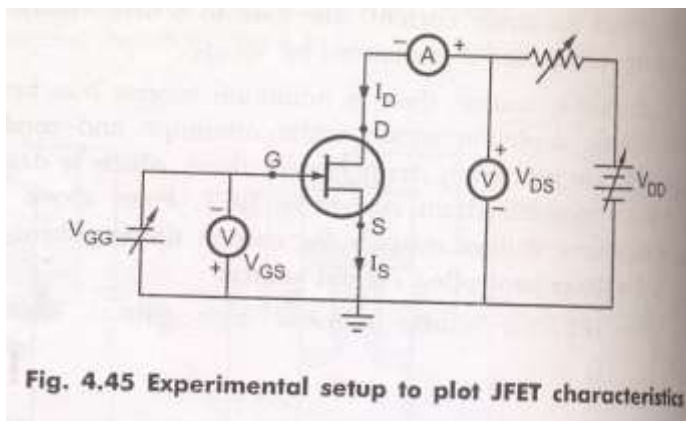 − A +
I_D
D
G
+
V V_DS
−
V_DD
V_GG
−
V
+
V_GS
S
I_S
Fig. 4.45 Experimental setup to plot JFET characteristics